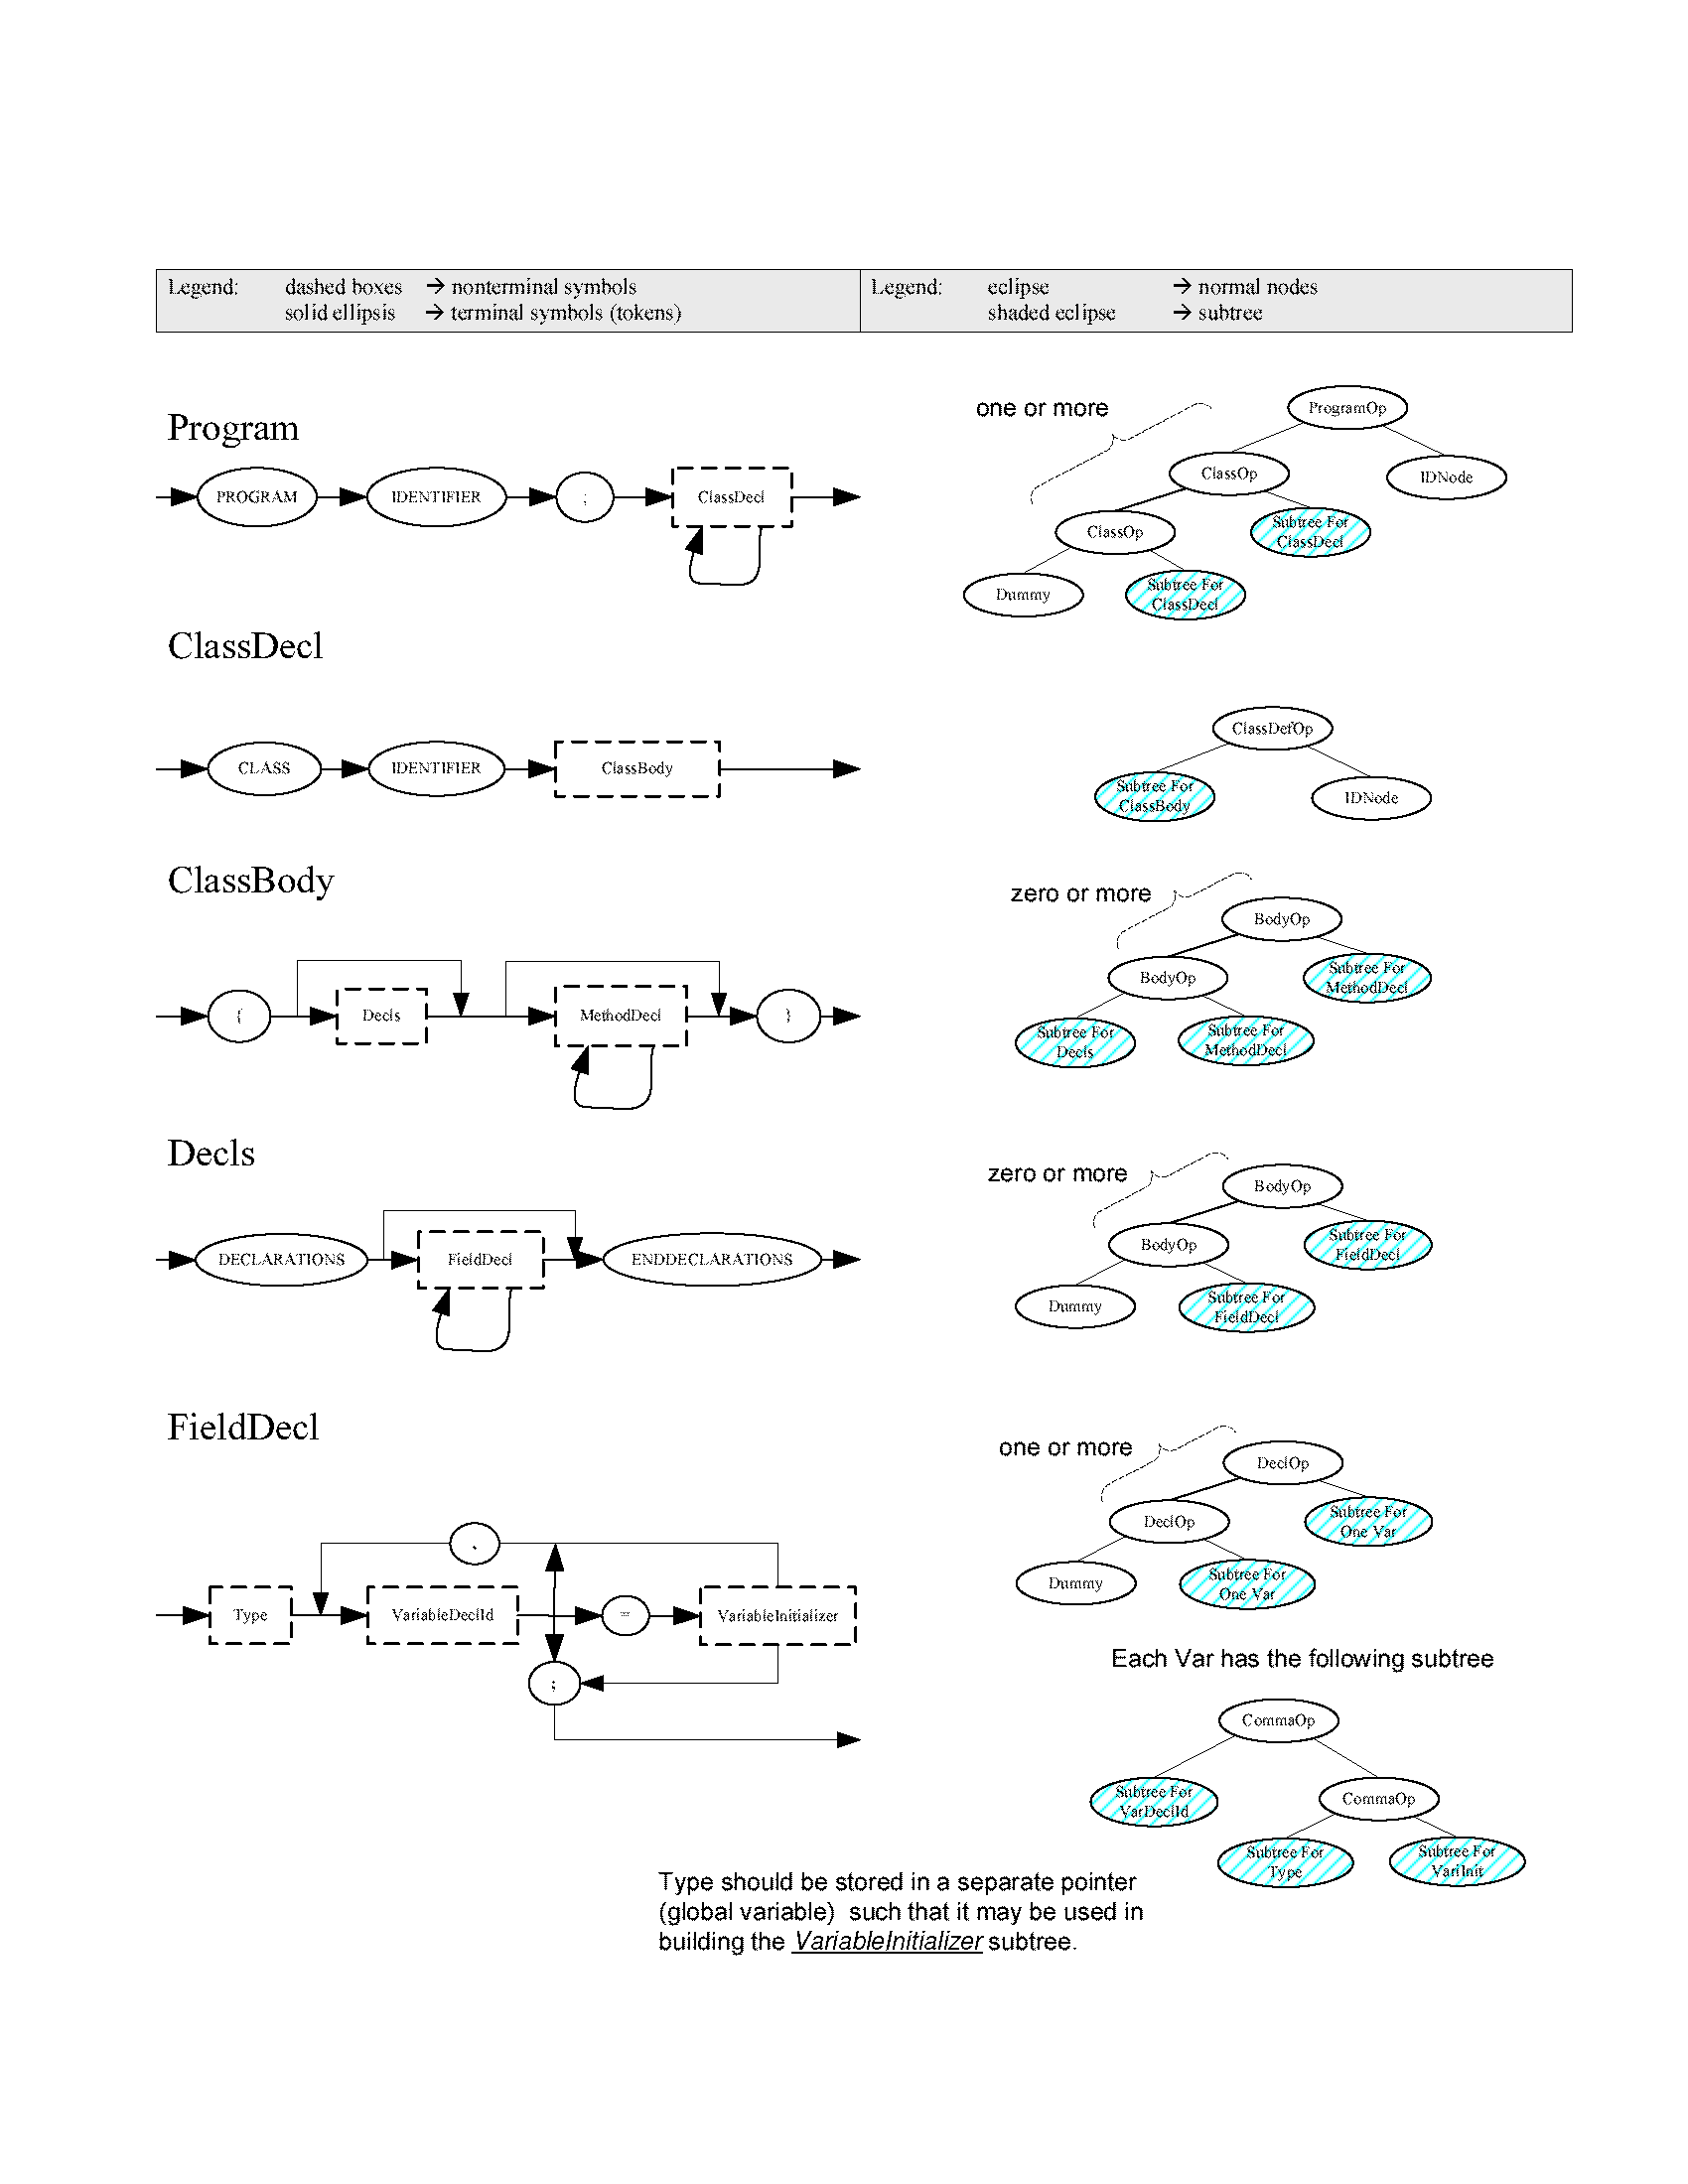 Legend: dashed boxes → nonterminal symbols
solid ellipsis → terminal symbols (tokens)
Legend: eclipse → normal nodes
shaded eclipse → subtree
Program
PROGRAM IDENTIFIER ; ClassDecl
one or more
ProgramOp
ClassOp IDNode
ClassOp Subtree For
ClassDecl
Dummy Subtree For
ClassDecl
ClassDecl
CLASS IDENTIFIER ClassBody
ClassDefOp
Subtree For
ClassBody
IDNode
ClassBody
{ Decls MethodDecl }
zero or more
BodyOp
BodyOp Subtree For
MethodDecl
Subtree For
Decls
Subtree For
MethodDecl
Decls
DECLARATIONS FieldDecl ENDDECLARATIONS
zero or more
BodyOp
BodyOp Subtree For
FieldDecl
Dummy Subtree For
FieldDecl
FieldDecl
,
Type VariableDeclId = VariableInitializer
;
one or more
DeclOp
DeclOp Subtree For
One Var
Dummy Subtree For
One Var
Each Var has the following subtree
CommaOp
Subtree For
VarDeclId
CommaOp
Subtree For
Type
Subtree For
VariInit
Type should be stored in a separate pointer
(global variable) such that it may be used in
building the VariableInitializer subtree.